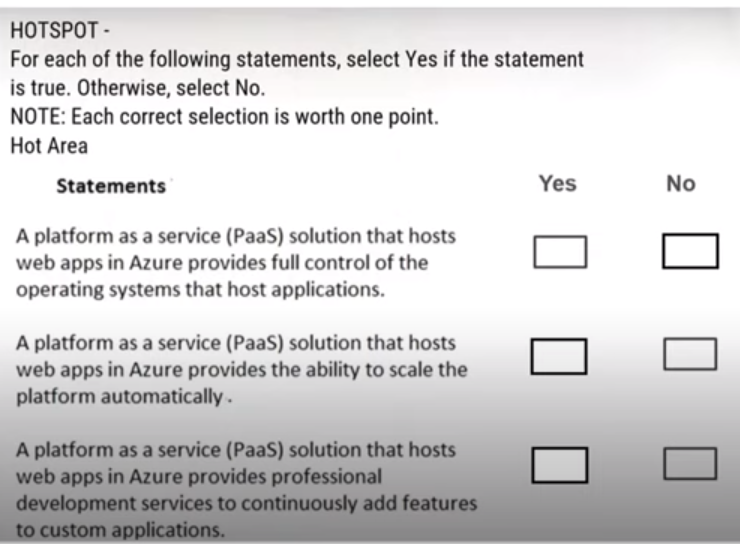 HOTSPOT -
For each of the following statements, select Yes if the statement
is true. Otherwise, select No.
NOTE: Each correct selection is worth one point.
Hot Area
Statements Yes No
A platform as a service (PaaS) solution that hosts
web apps in Azure provides full control of the
operating systems that host applications.
A platform as a service (PaaS) solution that hosts
web apps in Azure provides the ability to scale the
platform automatically.
A platform as a service (PaaS) solution that hosts
web apps in Azure provides professional
development services to continuously add features
to custom applications.